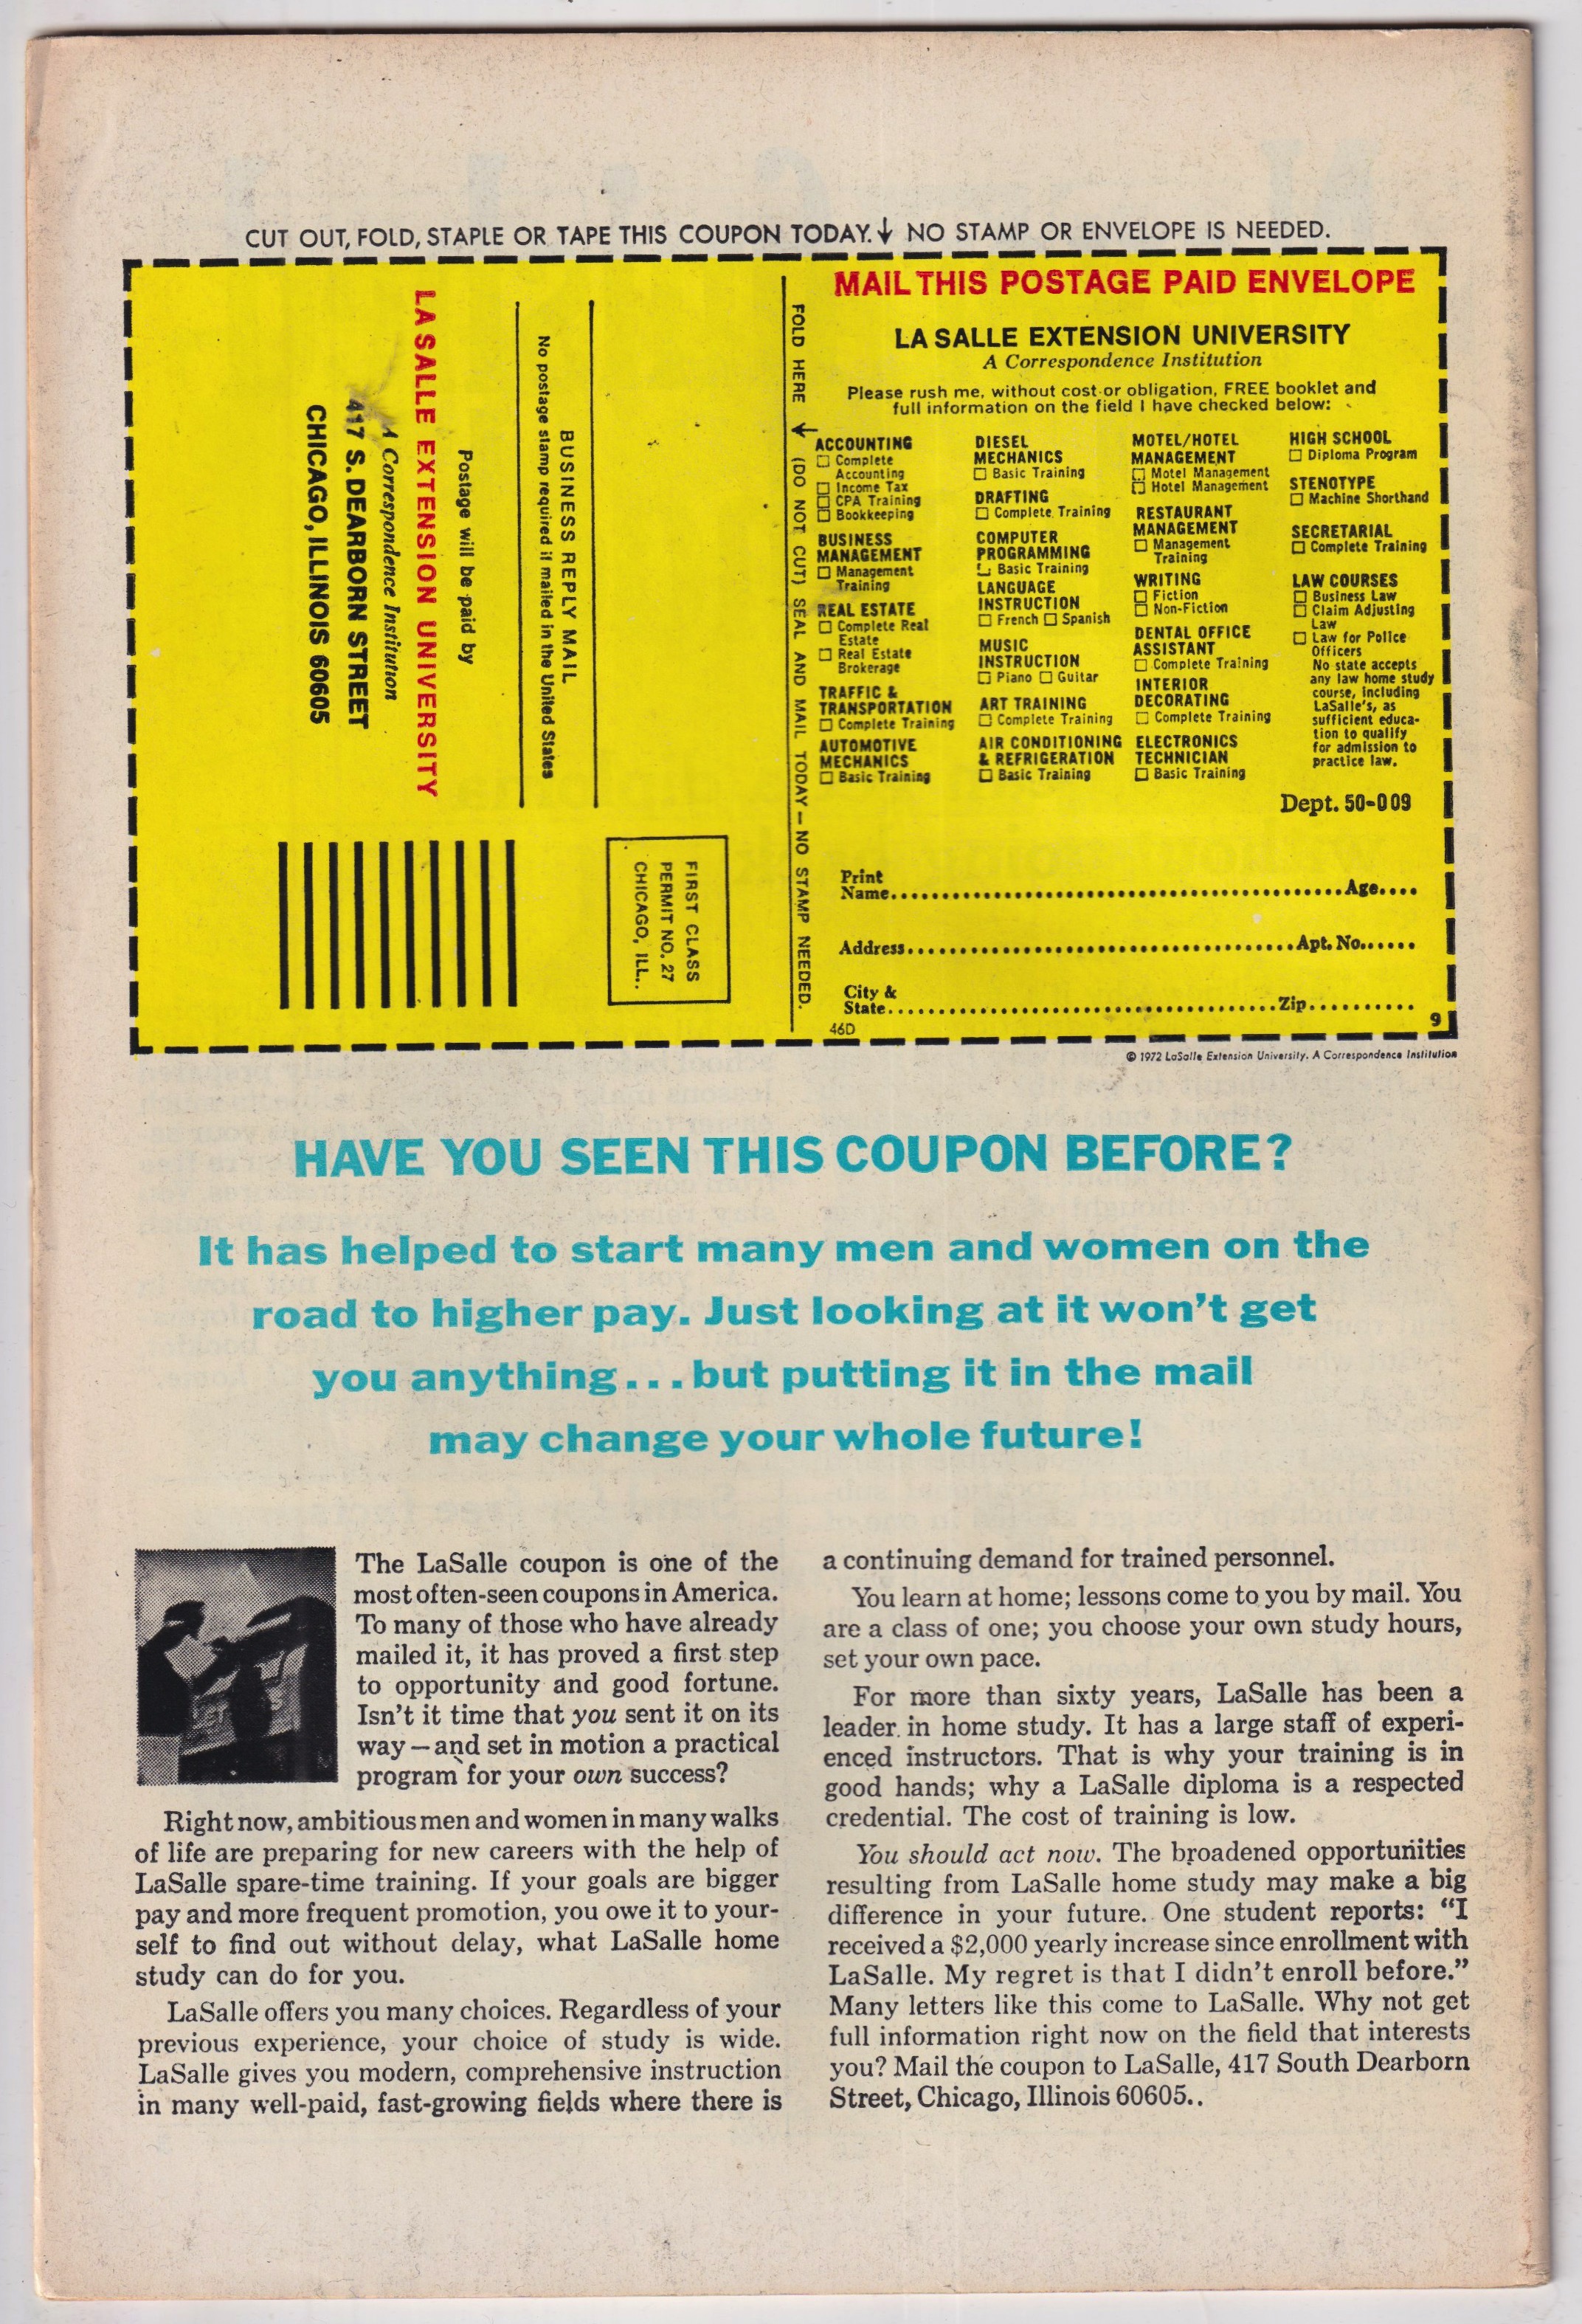 CUT OUT, FOLD, STAPLE OR TAPE THIS COUPON TODAY.↓ NO STAMP OR ENVELOPE IS NEEDED.
LA SALLE EXTENSION UNIVERSITY
A Correspondence Institution
417 S. DEARBORN STREET
CHICAGO, ILLINOIS 60605
Postage will be paid by
No postage stamp required if mailed in the United States
BUSINESS REPLY MAIL
FIRST CLASS
PERMIT NO. 27
CHICAGO, ILL..
FOLD HERE ↓ (DO NOT CUT) SEAL AND MAIL TODAY — NO STAMP NEEDED.
MAIL THIS POSTAGE PAID ENVELOPE
LA SALLE EXTENSION UNIVERSITY
A Correspondence Institution
Please rush me, without cost or obligation, FREE booklet and
full information on the field I have checked below:
ACCOUNTING
☐ Complete
Accounting
☐ Income Tax
☐ CPA Training
☐ Bookkeeping
BUSINESS
MANAGEMENT
☐ Management
Training
REAL ESTATE
☐ Complete Real
Estate
☐ Real Estate
Brokerage
TRAFFIC &
TRANSPORTATION
☐ Complete Training
AUTOMOTIVE
MECHANICS
☐ Basic Training
DIESEL
MECHANICS
☐ Basic Training
DRAFTING
☐ Complete Training
COMPUTER
PROGRAMMING
☐ Basic Training
LANGUAGE
INSTRUCTION
☐ French ☐ Spanish
MUSIC
INSTRUCTION
☐ Piano ☐ Guitar
ART TRAINING
☐ Complete Training
AIR CONDITIONING
& REFRIGERATION
☐ Basic Training
MOTEL/HOTEL
MANAGEMENT
☐ Motel Management
☐ Hotel Management
RESTAURANT
MANAGEMENT
☐ Management
Training
WRITING
☐ Fiction
☐ Non-Fiction
DENTAL OFFICE
ASSISTANT
☐ Complete Training
INTERIOR
DECORATING
☐ Complete Training
ELECTRONICS
TECHNICIAN
☐ Basic Training
HIGH SCHOOL
☐ Diploma Program
STENOTYPE
☐ Machine Shorthand
SECRETARIAL
☐ Complete Training
LAW COURSES
☐ Business Law
☐ Claim Adjusting
Law
☐ Law for Police
Officers
No state accepts
any law home study
course, including
LaSalle's, as
sufficient educa-
tion to qualify
for admission to
practice law.
Dept. 50-009
Print
Name.......... Age....
Address.......... Apt. No......
City &
State.......... Zip..........
46D
9
© 1972 LaSalle Extension University. A Correspondence Institution
HAVE YOU SEEN THIS COUPON BEFORE?
It has helped to start many men and women on the
road to higher pay. Just looking at it won't get
you anything...but putting it in the mail
may change your whole future!
The LaSalle coupon is one of the
most often-seen coupons in America.
To many of those who have already
mailed it, it has proved a first step
to opportunity and good fortune.
Isn't it time that you sent it on its
way—and set in motion a practical
program for your own success?
Right now, ambitious men and women in many walks
of life are preparing for new careers with the help of
LaSalle spare-time training. If your goals are bigger
pay and more frequent promotion, you owe it to your-
self to find out without delay, what LaSalle home
study can do for you.
LaSalle offers you many choices. Regardless of your
previous experience, your choice of study is wide.
LaSalle gives you modern, comprehensive instruction
in many well-paid, fast-growing fields where there is
a continuing demand for trained personnel.
You learn at home; lessons come to you by mail. You
are a class of one; you choose your own study hours,
set your own pace.
For more than sixty years, LaSalle has been a
leader in home study. It has a large staff of experi-
enced instructors. That is why your training is in
good hands; why a LaSalle diploma is a respected
credential. The cost of training is low.
You should act now. The broadened opportunities
resulting from LaSalle home study may make a big
difference in your future. One student reports: “I
received a $2,000 yearly increase since enrollment with
LaSalle. My regret is that I didn't enroll before.”
Many letters like this come to LaSalle. Why not get
full information right now on the field that interests
you? Mail the coupon to LaSalle, 417 South Dearborn
Street, Chicago, Illinois 60605..